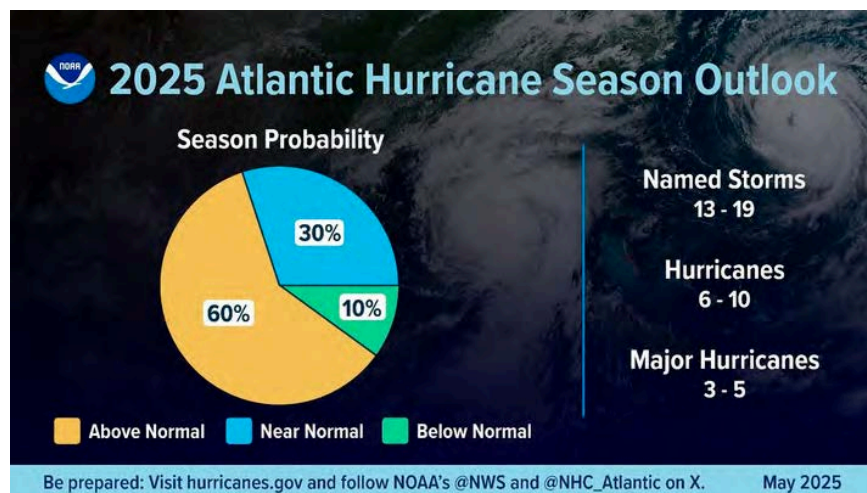 NOAA
2025 Atlantic Hurricane Season Outlook
Season Probability
30%
60%
10%
Above Normal
Near Normal
Below Normal
Named Storms
13 - 19
Hurricanes
6 - 10
Major Hurricanes
3 - 5
Be prepared: Visit hurricanes.gov and follow NOAA's @NWS and @NHC_Atlantic on X.
May 2025